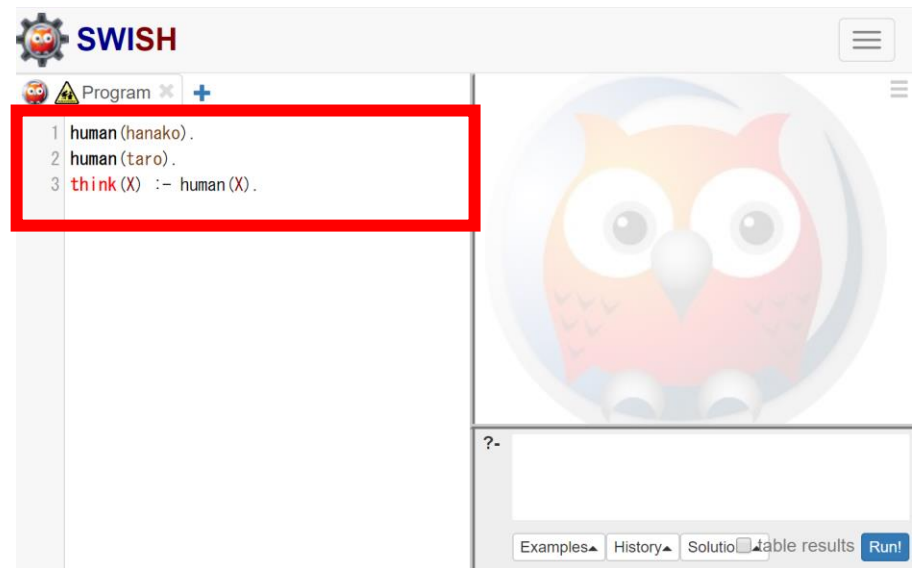 SWISH
Program
1 human(hanako).
2 human(taro).
3 think(X) :- human(X).
?-
Examples History Solutio table results Run!